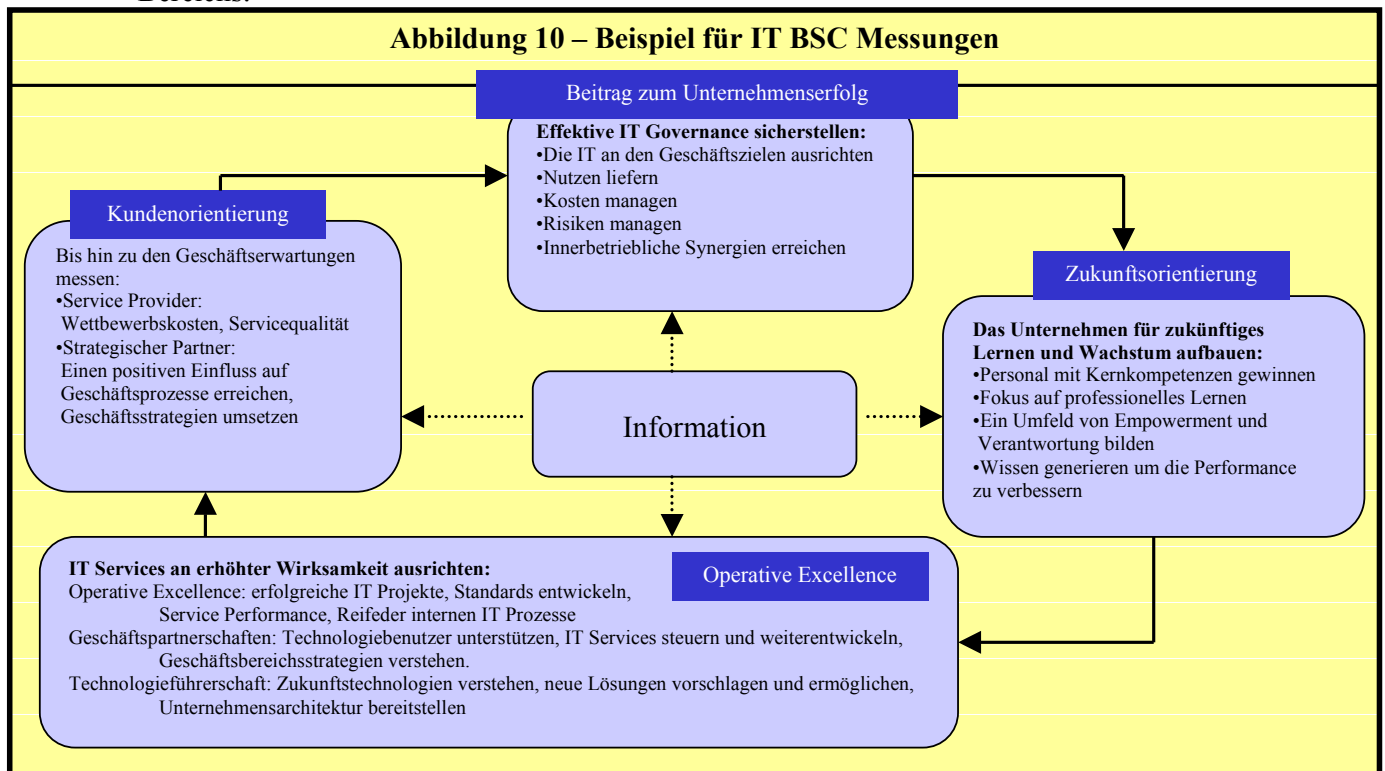 Bereichs.
Abbildung 10 – Beispiel für IT BSC Messungen
Beitrag zum Unternehmenserfolg
Effektive IT Governance sicherstellen:
•Die IT an den Geschäftszielen ausrichten
•Nutzen liefern
•Kosten managen
•Risiken managen
•Innerbetriebliche Synergien erreichen
Kundenorientierung
Bis hin zu den Geschäftserwartungen
messen:
•Service Provider:
Wettbewerbskosten, Servicequalität
•Strategischer Partner:
Einen positiven Einfluss auf
Geschäftsprozesse erreichen,
Geschäftsstrategien umsetzen
Zukunftsorientierung
Das Unternehmen für zukünftiges
Lernen und Wachstum aufbauen:
•Personal mit Kernkompetenzen gewinnen
•Fokus auf professionelles Lernen
•Ein Umfeld von Empowerment und
Verantwortung bilden
•Wissen generieren um die Performance
zu verbessern
Information
Operative Excellence
IT Services an erhöhter Wirksamkeit ausrichten:
Operative Excellence: erfolgreiche IT Projekte, Standards entwickeln,
Service Performance, Reifeder internen IT Prozesse
Geschäftspartnerschaften: Technologiebenutzer unterstützen, IT Services steuern und weiterentwickeln,
Geschäftsbereichsstrategien verstehen.
Technologieführerschaft: Zukunftstechnologien verstehen, neue Lösungen vorschlagen und ermöglichen,
Unternehmensarchitektur bereitstellen